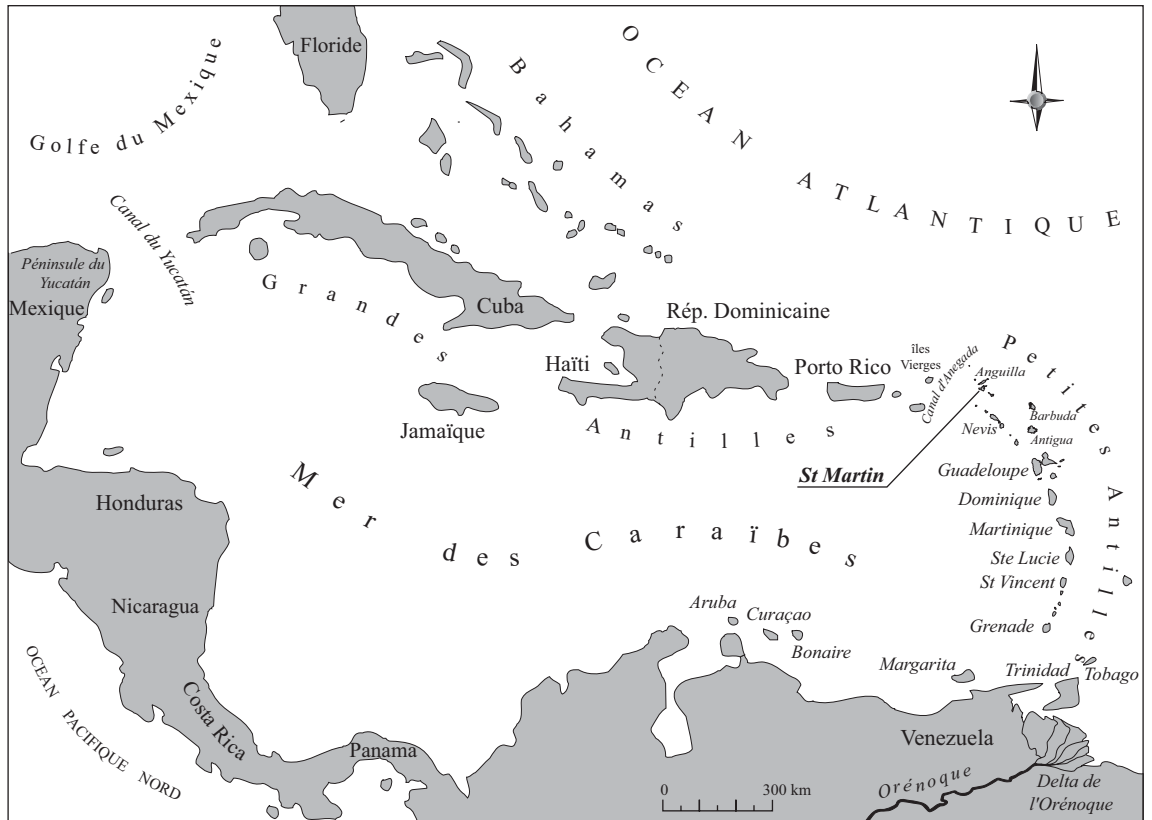 Floride
Golfe du Mexique
Bahamas
OCEAN ATLANTIQUE
Canal du Yucatán
Péninsule du
Yucatán
Mexique
Grandes
Antilles
Cuba
Rép. Dominicaine
Haïti
Porto Rico
îles
Vierges
Canal d'Anegada
Anguilla
Petites Antilles
Jamaïque
Barbuda
Nevis
Antigua
St Martin
Guadeloupe
Dominique
Martinique
Ste Lucie
St Vincent
Grenade
Mer des Caraïbes
Honduras
Nicaragua
Aruba
Curaçao
Bonaire
Margarita
Trinidad
Tobago
OCEAN PACIFIQUE NORD
Costa Rica
Panama
Venezuela
Orénoque
Delta de
l'Orénoque
0 300 km